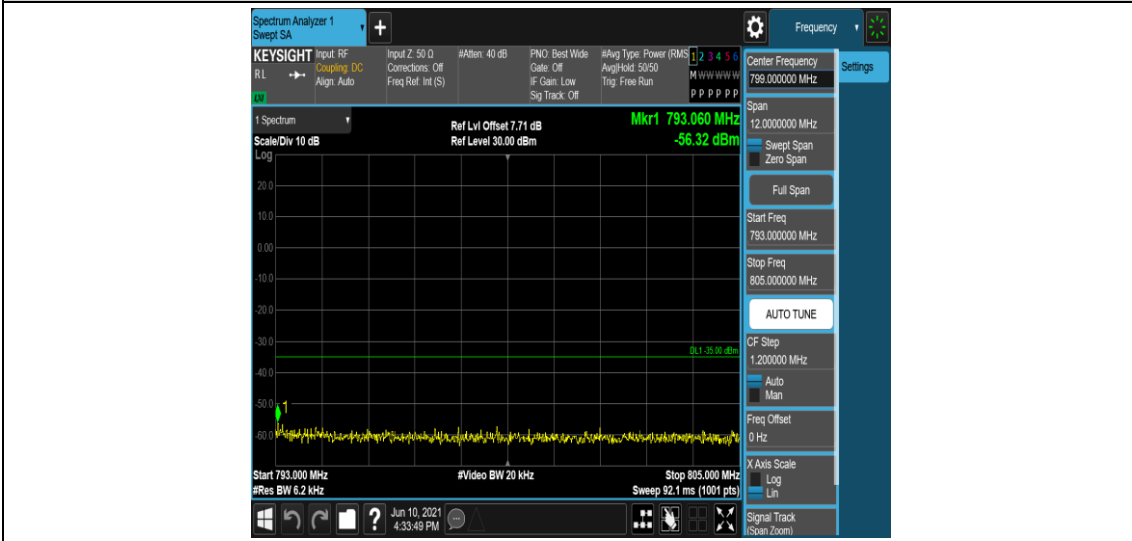 Spectrum Analyzer 1
Swept SA
+
Frequency
KEYSIGHT
RL
LXI
Input: RF
Coupling: DC
Align: Auto
Input Z: 50 Ω
Corrections: Off
Freq Ref: Int (S)
#Atten: 40 dB
PNO: Best Wide
Gate: Off
IF Gain: Low
Sig Track: Off
#Avg Type: Power (RMS
Avg|Hold: 50/50
Trig: Free Run
1 2 3 4 5 6
M W W W W W
P P P P P P
1 Spectrum
Scale/Div 10 dB
Log
Ref Lvl Offset 7.71 dB
Ref Level 30.00 dBm
Mkr1 793.060 MHz
-56.32 dBm
20.0
10.0
0.00
-10.0
-20.0
-30.0
DL1 -35.00 dBm
-40.0
-50.0
1
-60.0
Start 793.000 MHz
#Video BW 20 kHz
Stop 805.000 MHz
#Res BW 6.2 kHz
Sweep 92.1 ms (1001 pts)
?
Jun 10, 2021
4:33:49 PM
Center Frequency
799.000000 MHz
Settings
Span
12.0000000 MHz
Swept Span
Zero Span
Full Span
Start Freq
793.000000 MHz
Stop Freq
805.000000 MHz
AUTO TUNE
CF Step
1.200000 MHz
Auto
Man
Freq Offset
0 Hz
X Axis Scale
Log
Lin
Signal Track
(Span Zoom)